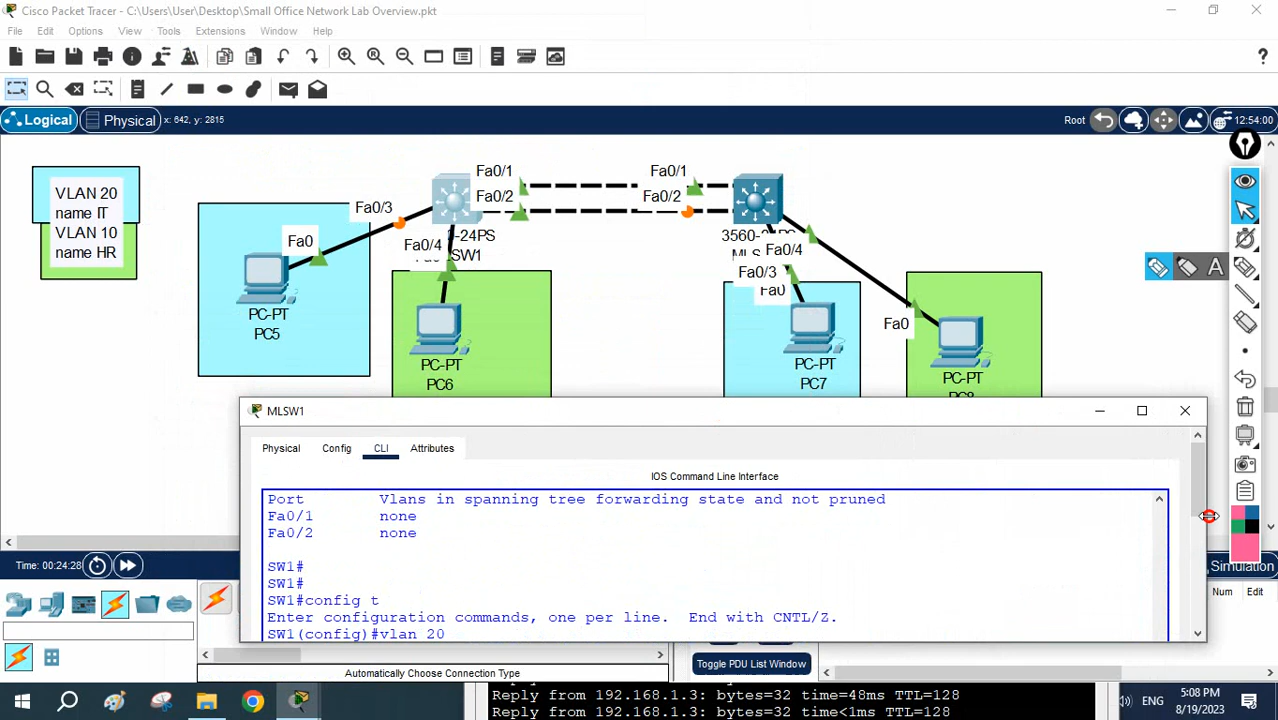 Cisco Packet Tracer - C:\Users\User\Desktop\Small Office Network Lab Overview.pkt
File Edit Options View Tools Extensions Window Help
Logical Physical x: 642, y: 2815 Root 12:54:00
VLAN 20
name IT
VLAN 10
name HR
Fa0/1 Fa0/1
Fa0/2 Fa0/2
Fa0/3
Fa0 Fa0/4 -24PS SW1 3560-24PS Fa0/4
Fa0/3
Fa0
Fa0
PC-PT
PC5
PC-PT
PC6
PC-PT
PC7
PC-PT
PC8
A
MLSW1
Physical Config CLI Attributes
IOS Command Line Interface
Port Vlans in spanning tree forwarding state and not pruned
Fa0/1 none
Fa0/2 none
SW1#
SW1#
SW1#config t
Enter configuration commands, one per line. End with CNTL/Z.
SW1(config)#vlan 20
Time: 00:24:28 Simulation
Num Edit
Toggle PDU List Window
Automatically Choose Connection Type
Reply from 192.168.1.3: bytes=32 time=48ms TTL=128
Reply from 192.168.1.3: bytes=32 time<1ms TTL=128
ENG
5:08 PM
8/19/2023